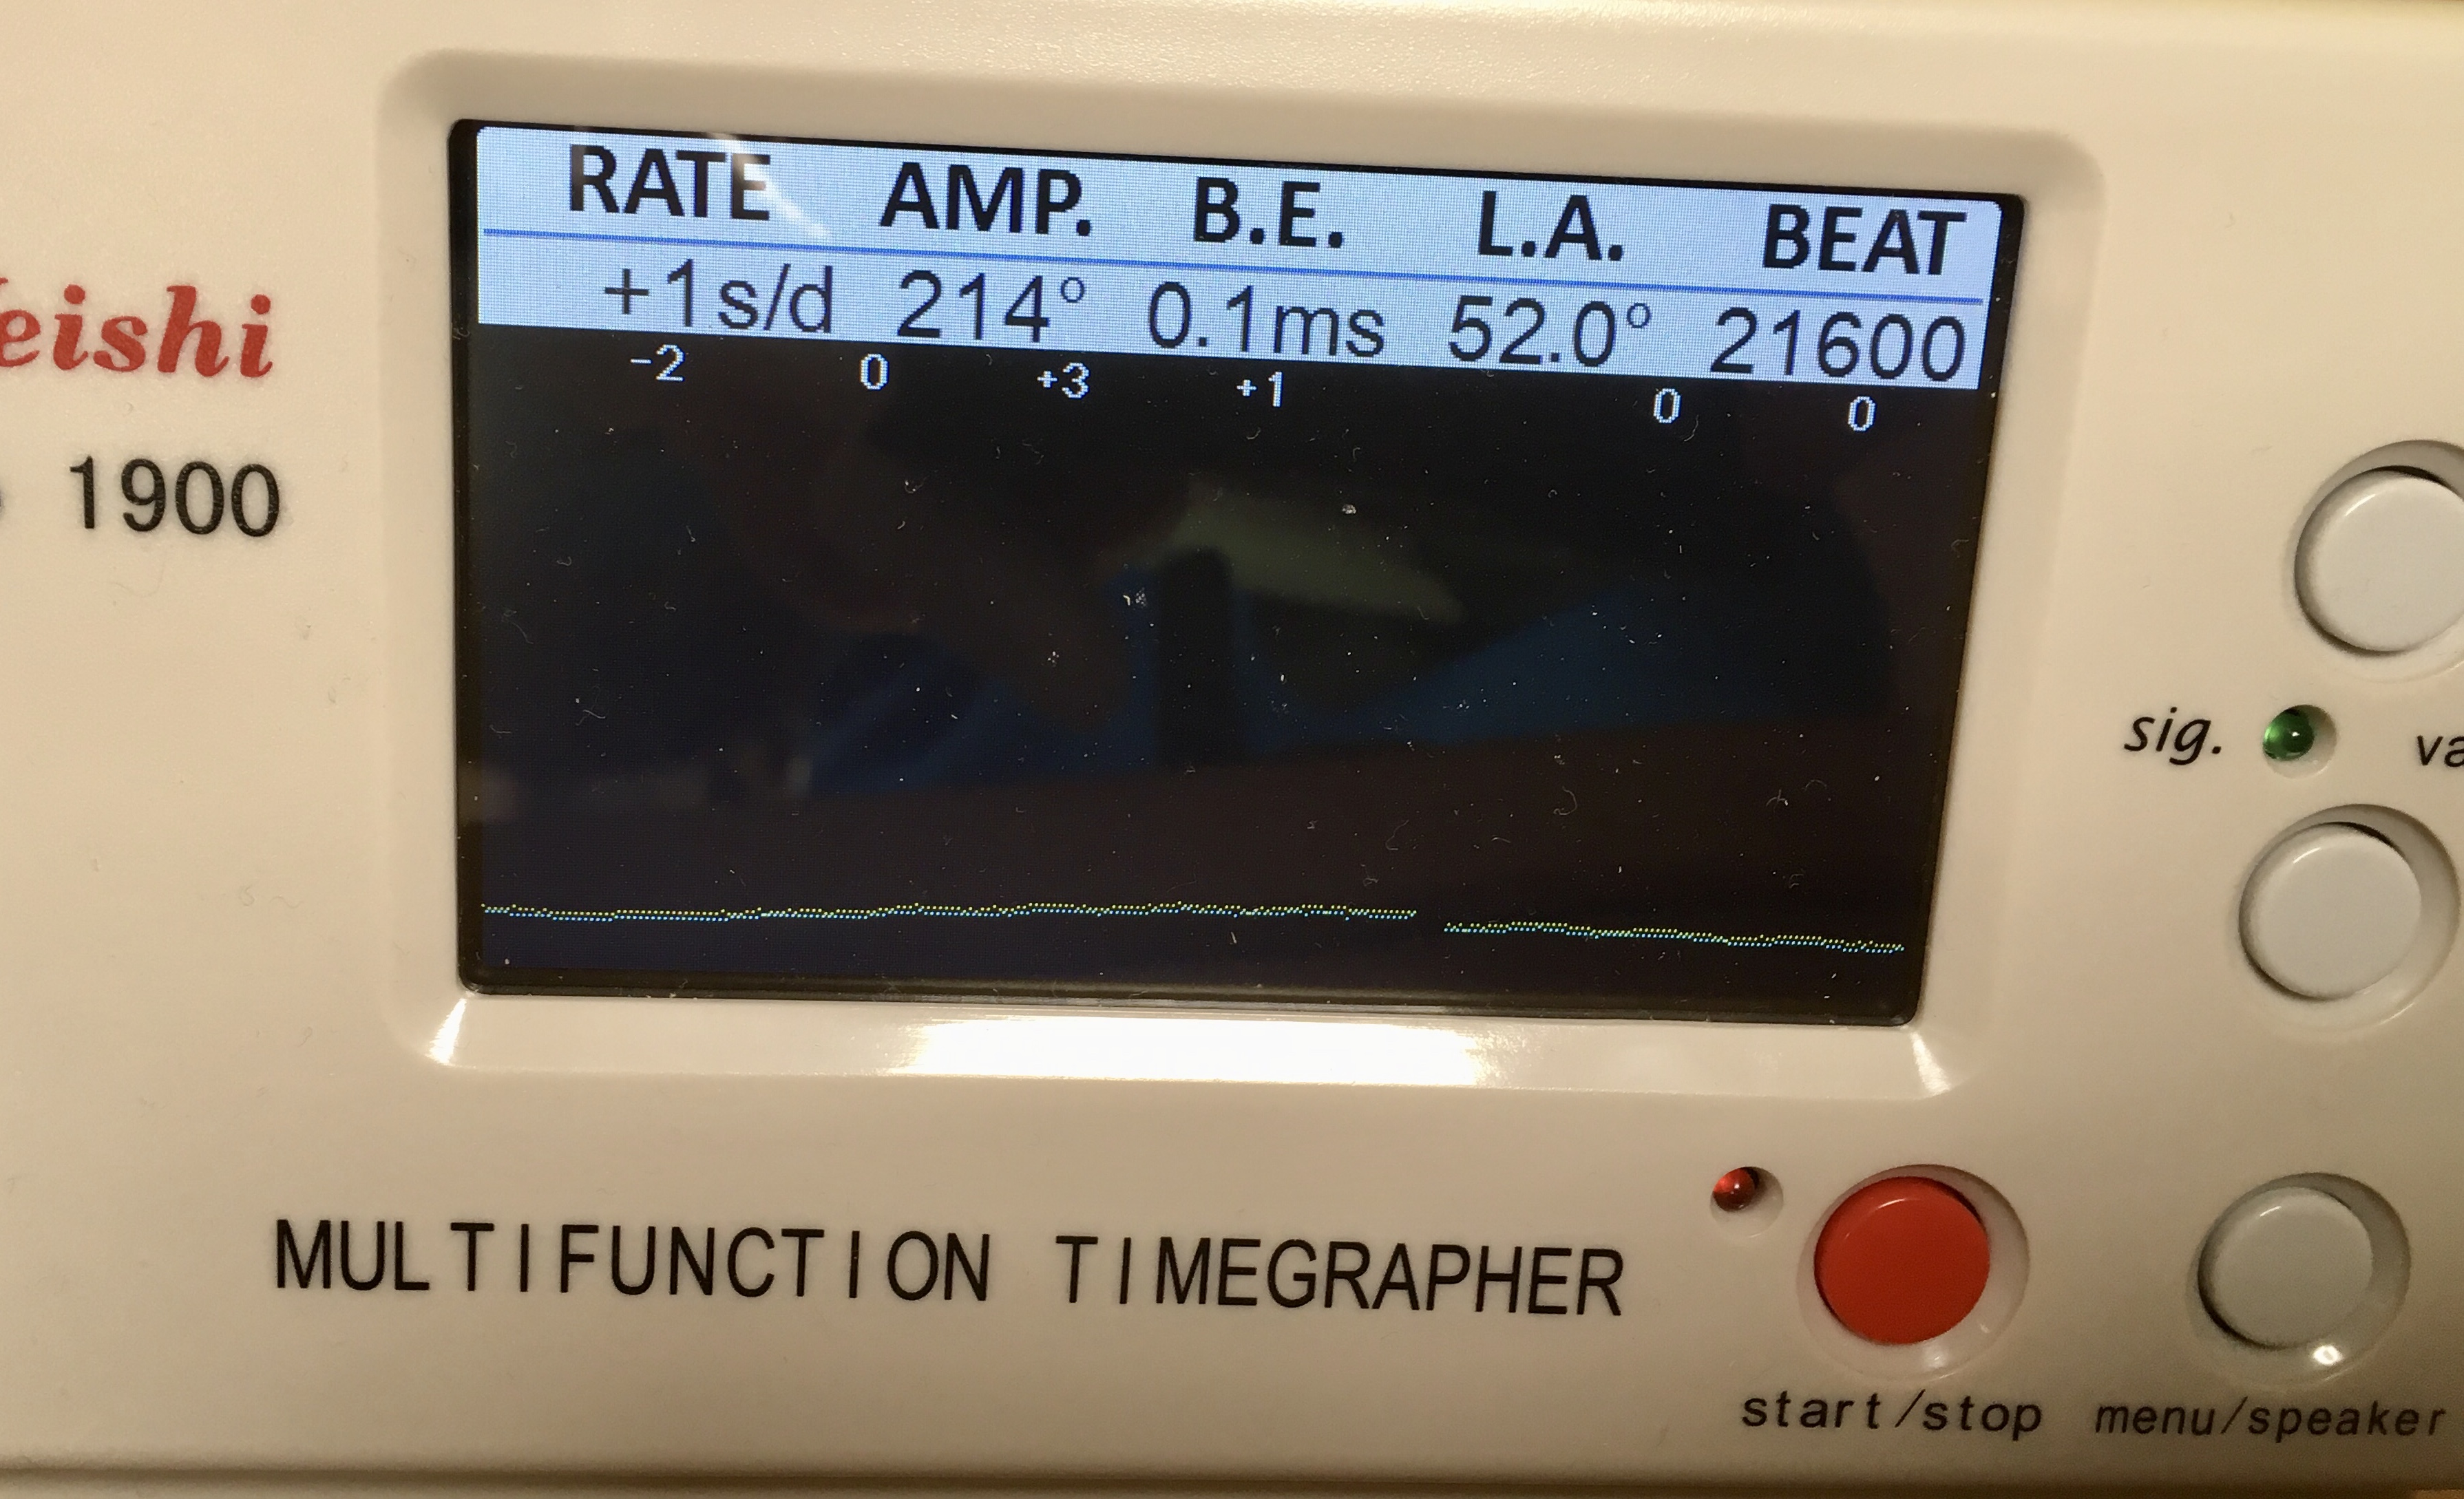 RATE AMP. B.E. L.A. BEAT
+1s/d 214° 0.1ms 52.0° 21600
-2 0 +3 +1 0 0
eishi
1900
sig.
MULTIFUNCTION TIMEGRAPHER
start/stop menu/speaker